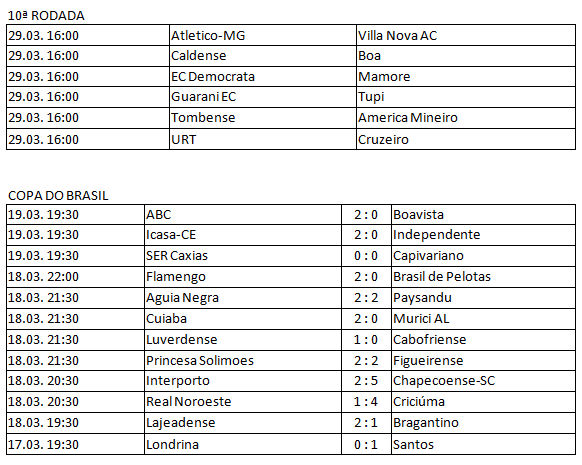 10ª RODADA
29.03. 16:00 Atletico-MG Villa Nova AC
29.03. 16:00 Caldense Boa
29.03. 16:00 EC Democrata Mamore
29.03. 16:00 Guarani EC Tupi
29.03. 16:00 Tombense America Mineiro
29.03. 16:00 URT Cruzeiro
COPA DO BRASIL
19.03. 19:30 ABC 2 : 0 Boavista
19.03. 19:30 Icasa-CE 2 : 0 Independente
19.03. 19:30 SER Caxias 0 : 0 Capivariano
18.03. 22:00 Flamengo 2 : 0 Brasil de Pelotas
18.03. 21:30 Aguia Negra 2 : 2 Paysandu
18.03. 21:30 Cuiaba 2 : 0 Murici AL
18.03. 21:30 Luverdense 1 : 0 Cabofriense
18.03. 21:30 Princesa Solimoes 2 : 2 Figueirense
18.03. 20:30 Interporto 2 : 5 Chapecoense-SC
18.03. 20:30 Real Noroeste 1 : 4 Criciúma
18.03. 19:30 Lajeadense 2 : 1 Bragantino
17.03. 19:30 Londrina 0 : 1 Santos